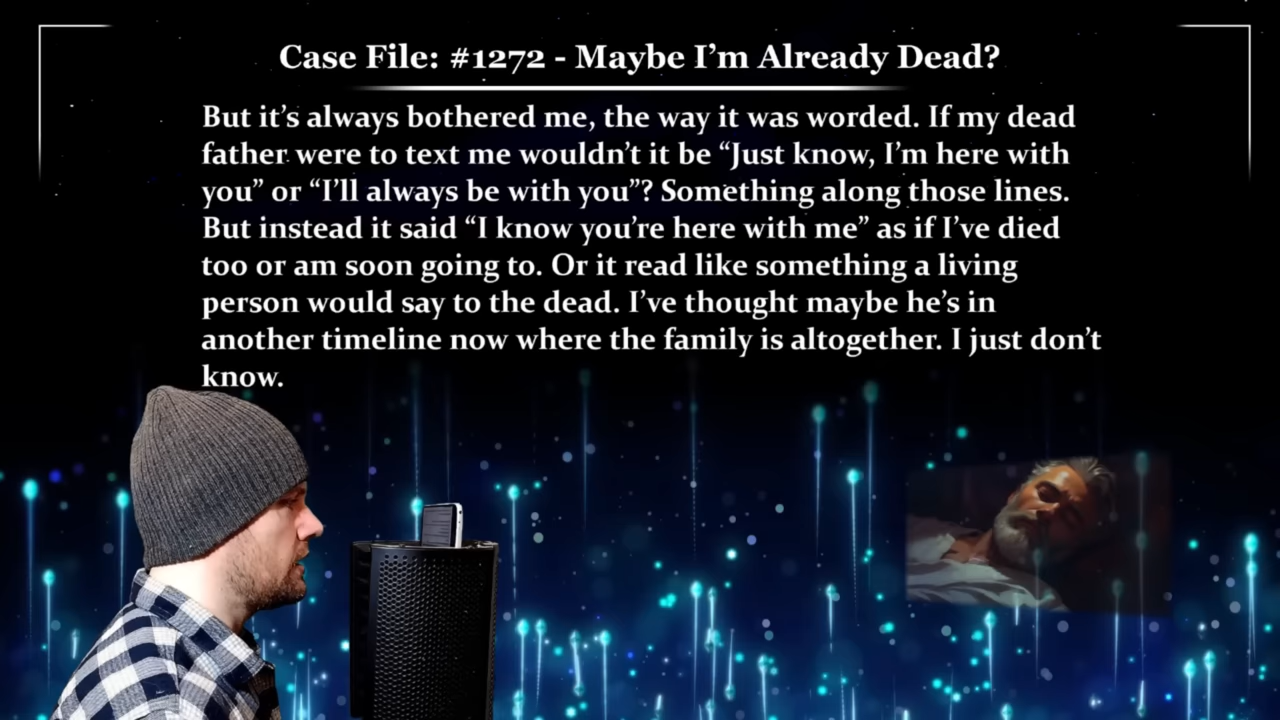 Case File: #1272 - Maybe I’m Already Dead?
But it’s always bothered me, the way it was worded. If my dead
father were to text me wouldn’t it be “Just know, I’m here with
you” or “I’ll always be with you”? Something along those lines.
But instead it said “I know you’re here with me” as if I’ve died
too or am soon going to. Or it read like something a living
person would say to the dead. I’ve thought maybe he’s in
another timeline now where the family is altogether. I just don’t
know.